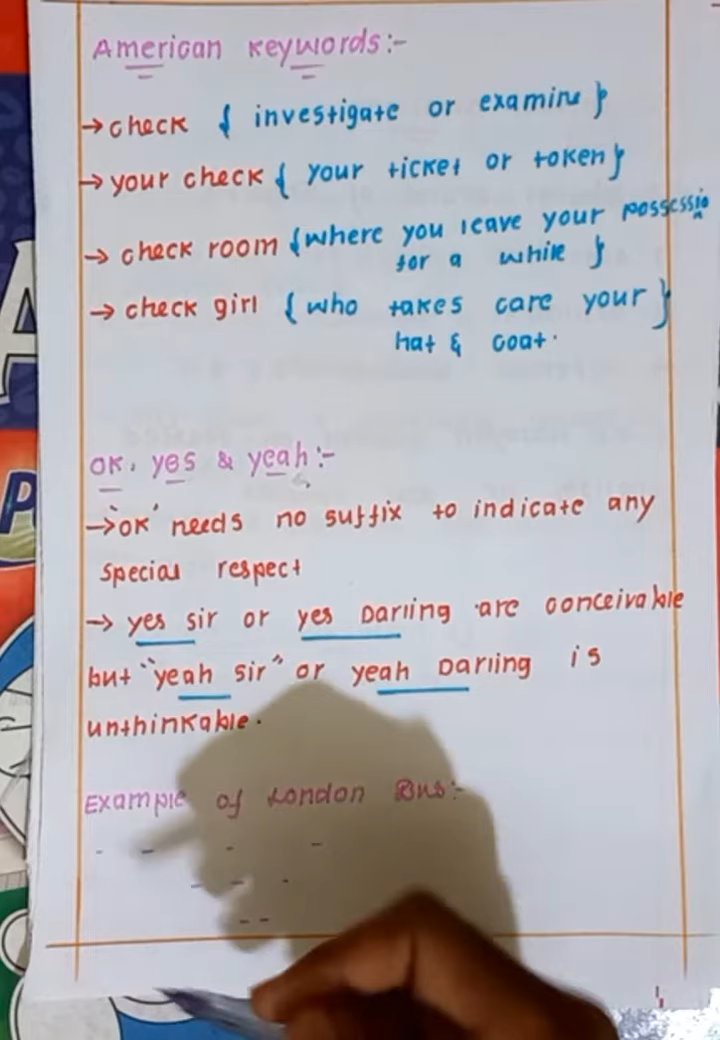 American Keywords:-
→ check { investigate or examine }
→ your check { your ticket or token }
→ check room {where you leave your possessio
for a while }
→ check girl { who takes care your }
hat & coat.
OK, yes & yeah:-
→ 'OK' needs no suffix to indicate any
special respect
→ yes sir or yes Darling are conceivable
but "yeah sir" or yeah Darling is
unthinkable.
Example of London Bus:-